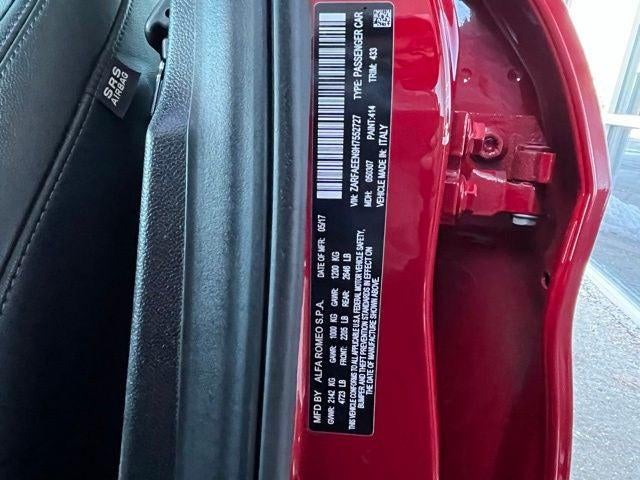 SRS
AIRBAG
MFD BY ALFA ROMEO S.P.A. DATE OF MFR: 05/17
GVWR: 2142 KG GAWR: 1000 KG GAWR: 1200 KG
4723 LB FRONT: 2205 LB REAR: 2646 LB
THIS VEHICLE CONFORMS TO ALL APPLICABLE U.S.A. FEDERAL MOTOR VEHICLE SAFETY,
BUMPER AND THEFT PREVENTION STANDARDS IN EFFECT ON
THE DATE OF MANUFACTURE SHOWN ABOVE.
VIN: ZARFAEEN9H7552727 TYPE: PASSENGER CAR
MDH: 050307 PAINT: 414 TRIM: 433
VEHICLE MADE IN: ITALY